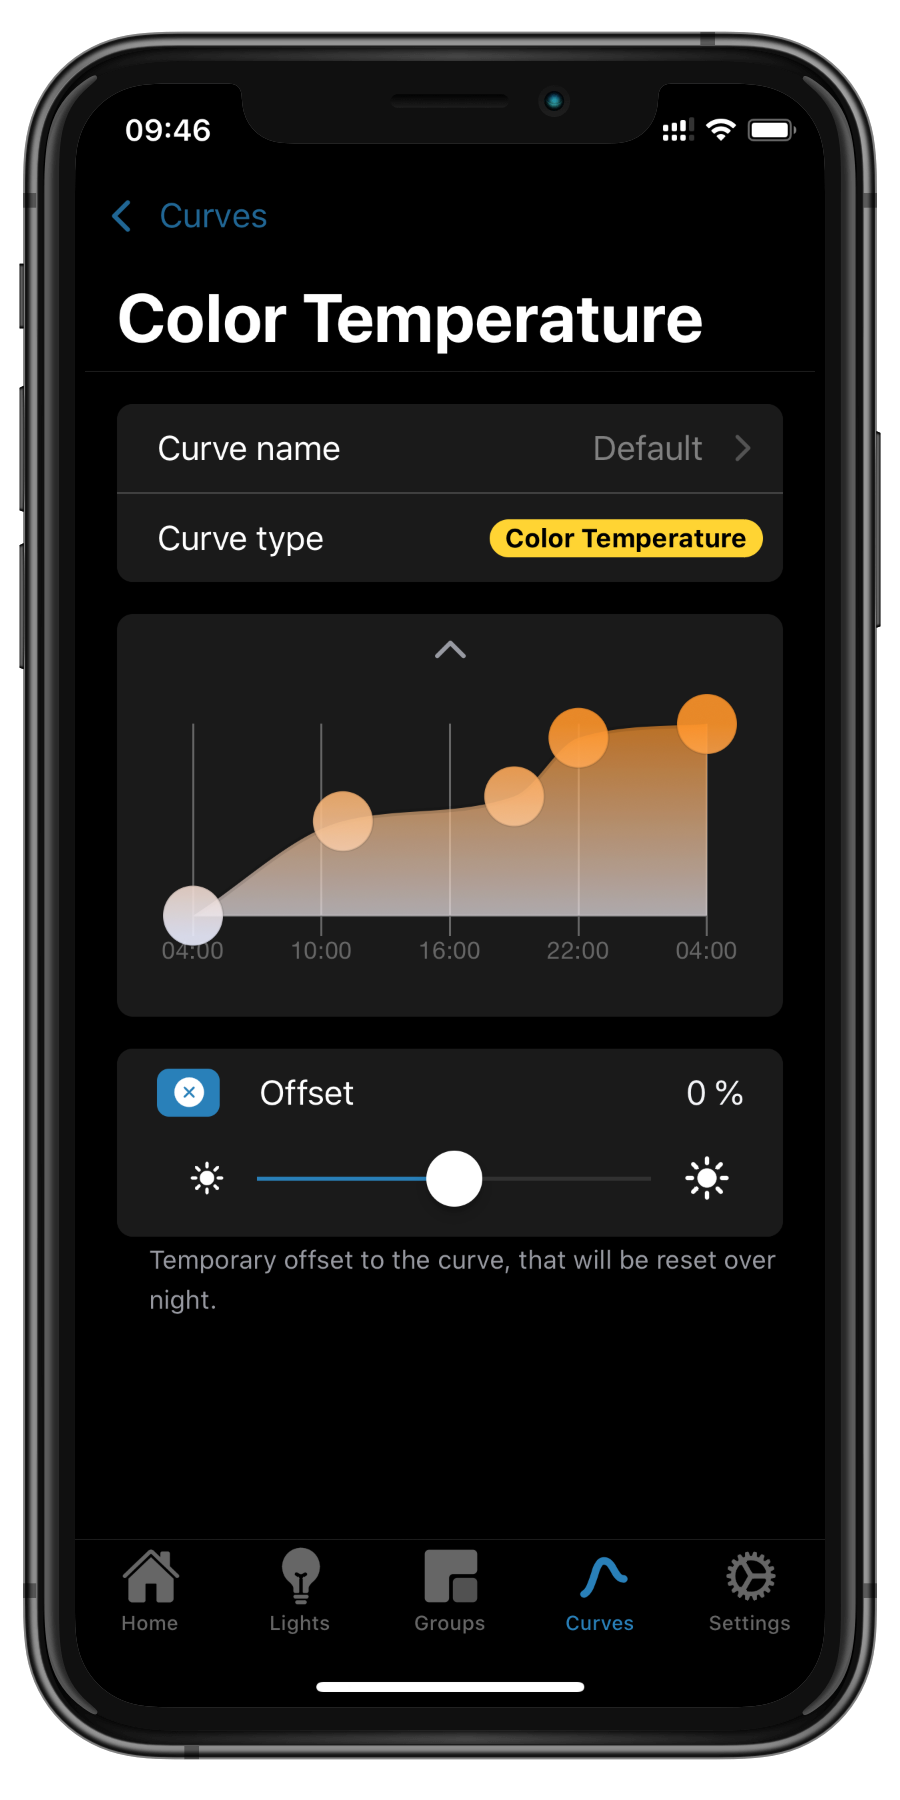 09:46
Curves
Color Temperature
Curve name Default
Curve type Color Temperature
04:00 10:00 16:00 22:00 04:00
Offset 0 %
Temporary offset to the curve, that will be reset over
night.
Home Lights Groups Curves Settings